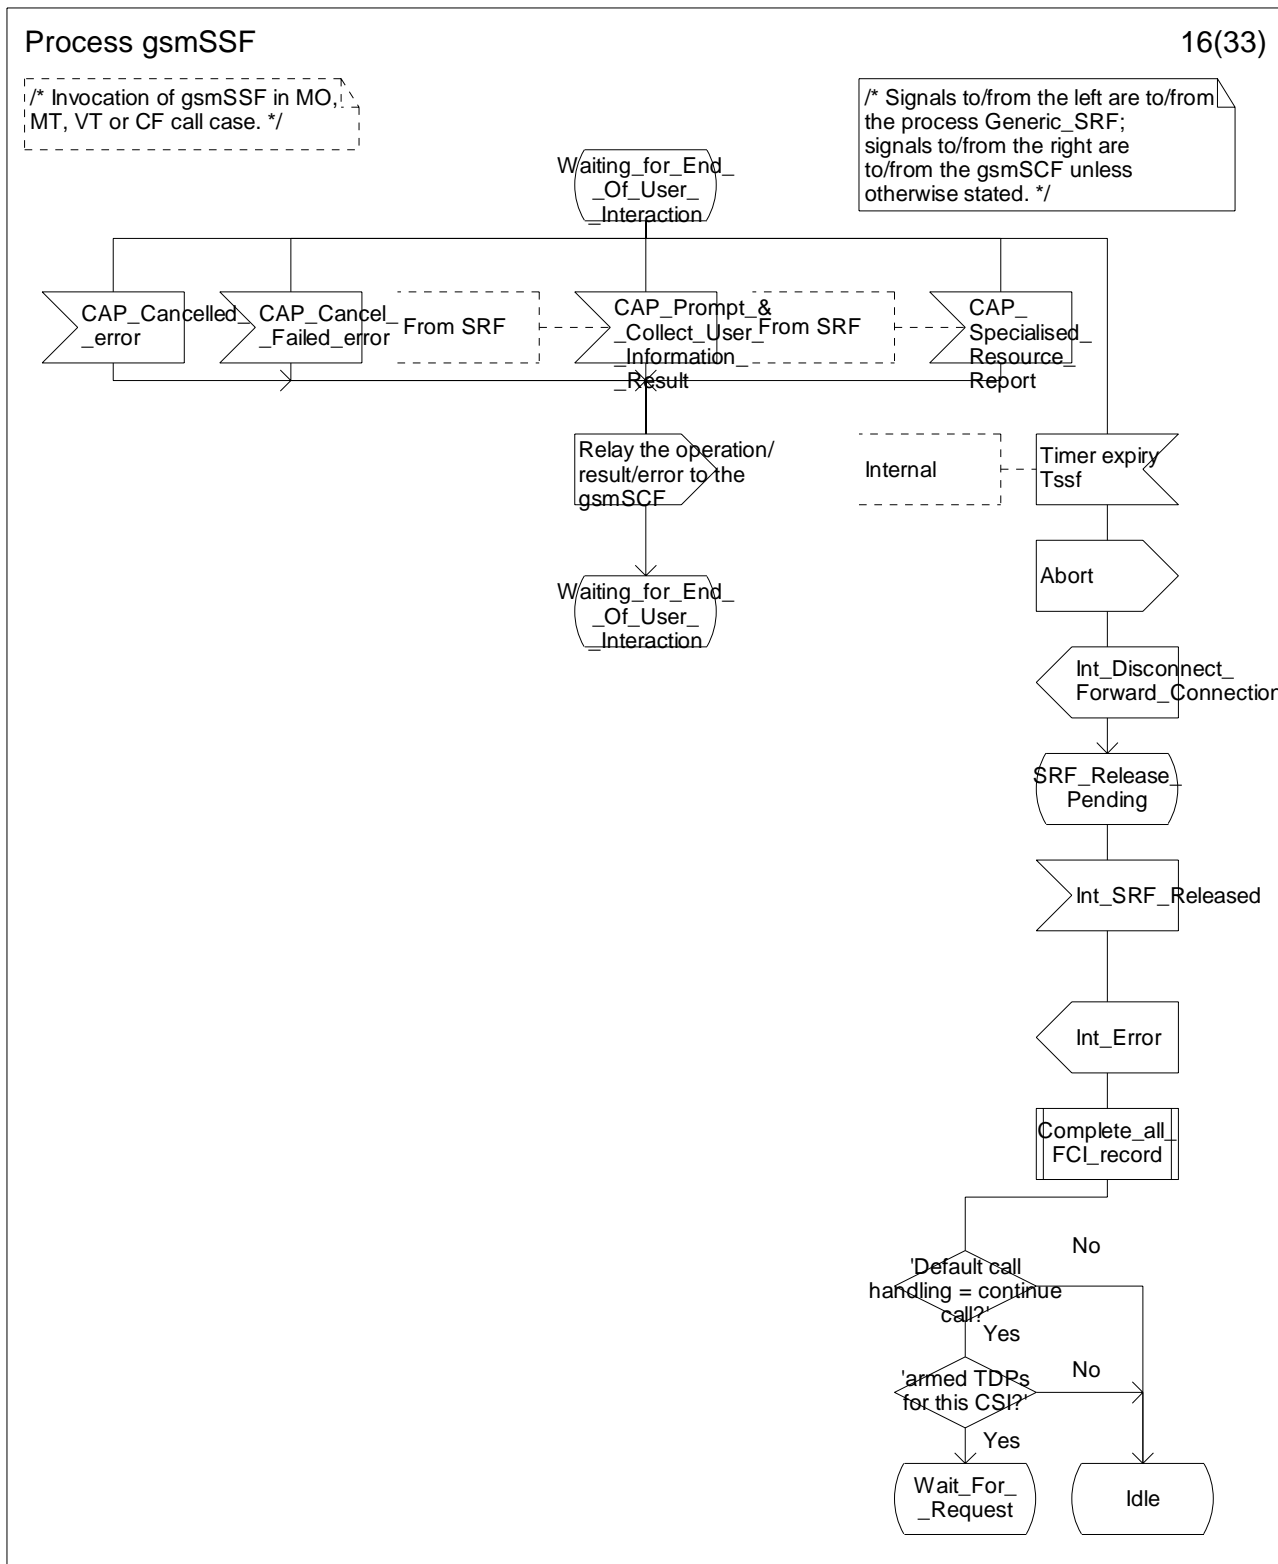 Process gsmSSF
16(33)
/* Invocation of gsmSSF in MO,
MT, VT or CF call case. */
/* Signals to/from the left are to/from
the process Generic_SRF;
signals to/from the right are
to/from the gsmSCF unless
otherwise stated. */
Waiting_for_End_
_Of_User_
_Interaction
CAP_Cancelled_
_error
CAP_Cancel_
_Failed_error
From SRF
CAP_Prompt_&
_Collect_User_
_Information_
_Result
From SRF
CAP_
Specialised_
Resource_
Report
Relay the operation/
result/error to the
gsmSCF
Internal
Timer expiry
Tssf
Waiting_for_End_
_Of_User_
_Interaction
Abort
Int_Disconnect_
Forward_Connection
SRF_Release_
Pending
Int_SRF_Released
Int_Error
Complete_all_
FCI_record
No
'Default call
handling = continue
call?'
Yes
'armed TDPs
for this CSI?'
No
Yes
Wait_For_
_Request
Idle